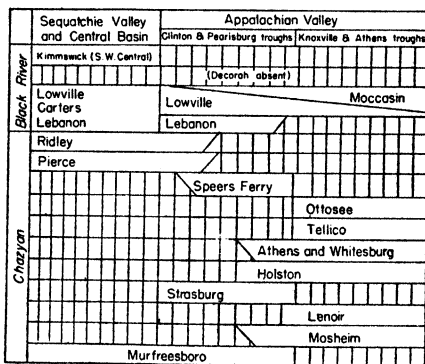 Sequatchie Valley
and Central Basin
Appalachian Valley
Clinton & Pearisburg troughs
Knoxville & Athens troughs
Black River
Kimmswick (S.W. Central)
(Decorah absent)
Lowville
Carters
Lebanon
Lowville
Moccasin
Lebanon
Chazyan
Ridley
Pierce
Speers Ferry
Ottosee
Tellico
Athens and Whitesburg
Holston
Strasburg
Lenoir
Mosheim
Murfreesboro